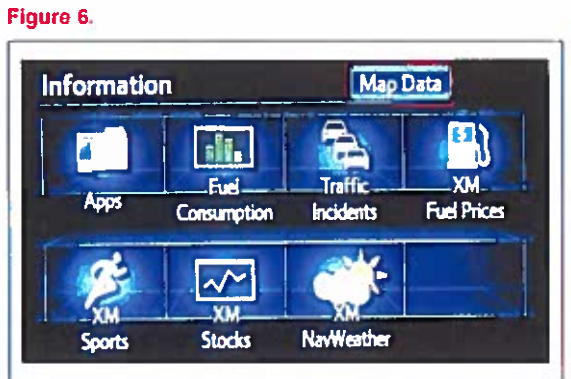 Figure 6.
Information
Map Data
Apps
Fuel
Consumption
Traffic
Incidents
XM
Fuel Prices
XM
Sports
XM
Stocks
XM
NavWeather